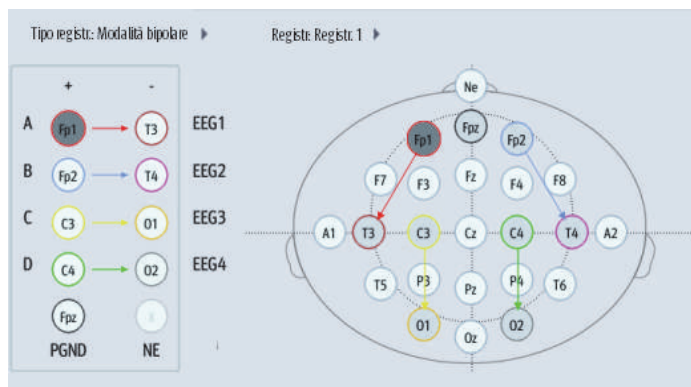 Tipo registr.: Modalità bipolare Registr.: Registr. 1
+ -
A Fp1 T3 EEG1
B Fp2 T4 EEG2
C C3 O1 EEG3
D C4 O2 EEG4
Fpz
PGND NE
Ne
Fp1 Fpz Fp2
F7 F3 Fz F4 F8
A1 T3 C3 Cz C4 T4 A2
T5 P3 Pz P4 T6
O1 Oz O2